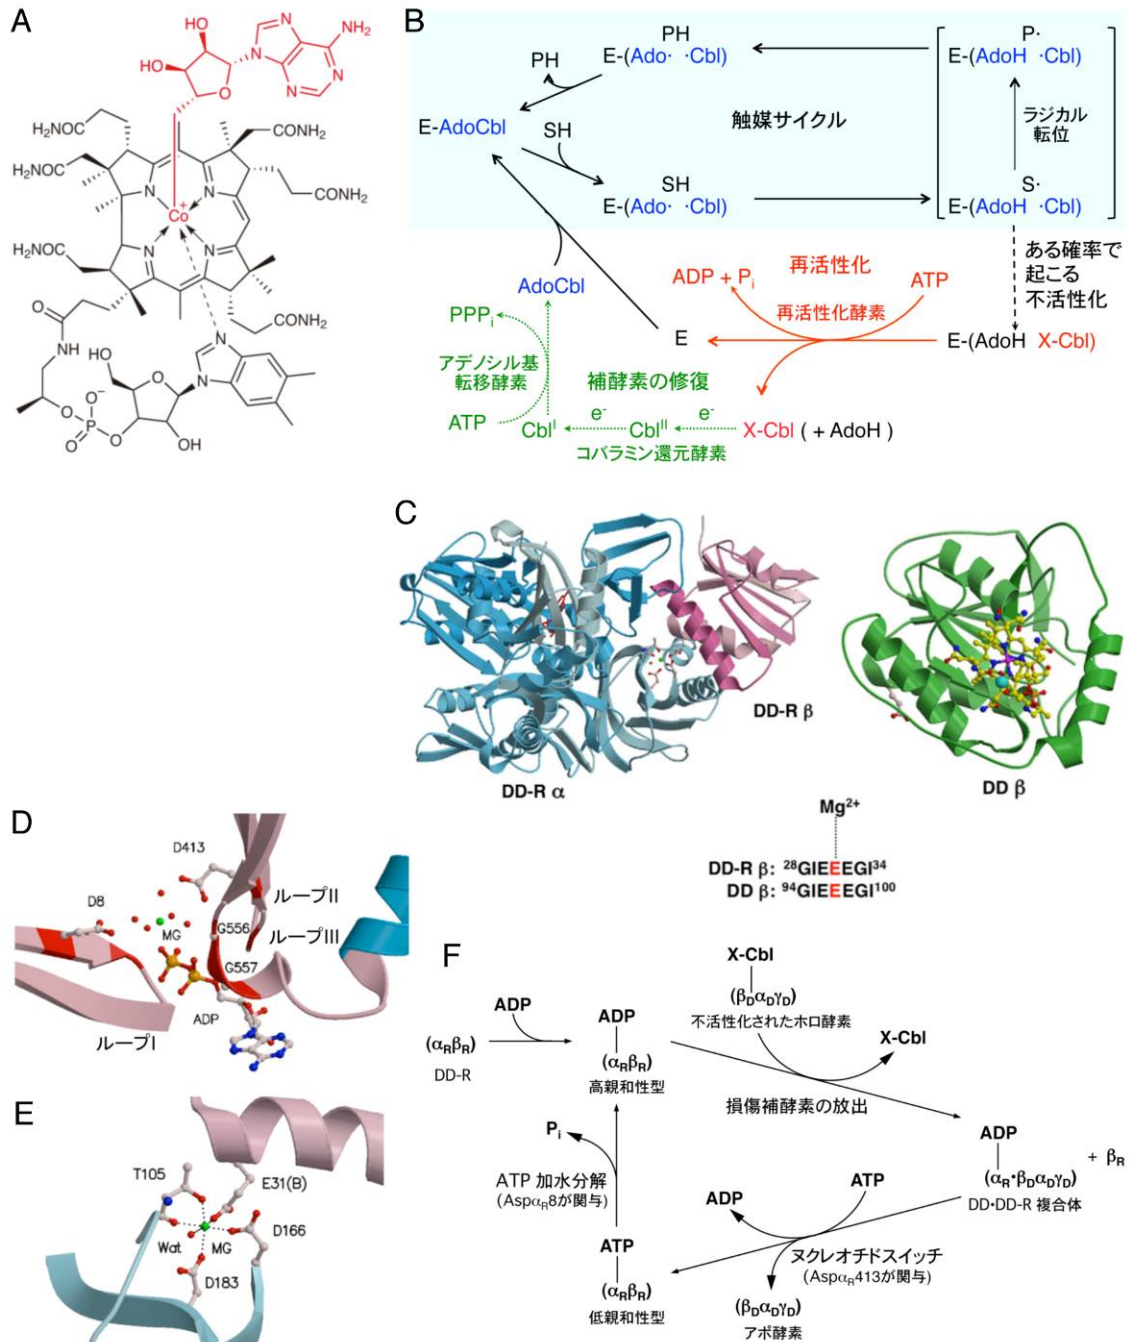 A
HO
HO
N
N
N
N
NH₂
O
H₂NOC
CONH₂
CONH₂
H₂NOC
N
N
Co
+
CONH₂
N
N
H₂NOC
O
NH
CONH₂
HO
N
N
O
O⁻
O
P
O
O
OH
B
PH
E-(Ado· ·Cbl)
P·
E-(AdoH ·Cbl)
PH
E-AdoCbl
SH
触媒サイクル
ラジカル
転位
SH
E-(Ado· ·Cbl)
S·
E-(AdoH ·Cbl)
ある確率で
起こる
不活性化
AdoCbl
ADP + Pi
再活性化
ATP
再活性化酵素
PPPi
E
E-(AdoH X-Cbl)
アデノシル基
転移酵素
補酵素の修復
ATP
Cblᴵ
e⁻
Cblᴵᴵ
e⁻
X-Cbl ( + AdoH )
コバラミン還元酵素
C
DD-R β
DD-R α
DD β
Mg²⁺
DD-R β: ²⁸GIEEEGI³⁴
DD β: ⁹⁴GIEEEGI¹⁰⁰
D
D413
ループII
D8
MG
G556
ループIII
G557
ADP
ループI
E
T105
E31(B)
D166
Wat
MG
D183
F
X-Cbl
(βDαDγD)
不活性化されたホロ酵素
ADP
ADP
X-Cbl
(αRβR)
DD-R
(αRβR)
高親和性型
損傷補酵素の放出
Pi
ADP
(αR•βDαDγD)
+ βR
DD•DD-R 複合体
ATP 加水分解
(AspαR8が関与)
ADP
ATP
ATP
ヌクレオチドスイッチ
(AspαR413が関与)
(αRβR)
低親和性型
(βDαDγD)
アポ酵素